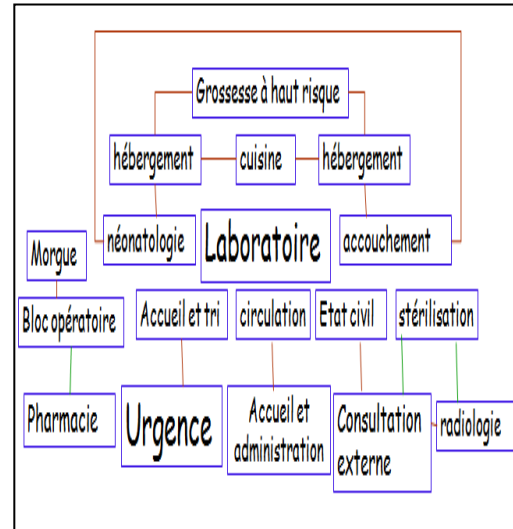 Grossesse à haut risque
hébergement
cuisine
hébergement
néonatologie
Laboratoire
accouchement
Morgue
Bloc opératoire
Accueil et tri
circulation
Etat civil
stérilisation
Pharmacie
Urgence
Accueil et
administration
Consultation
externe
radiologie